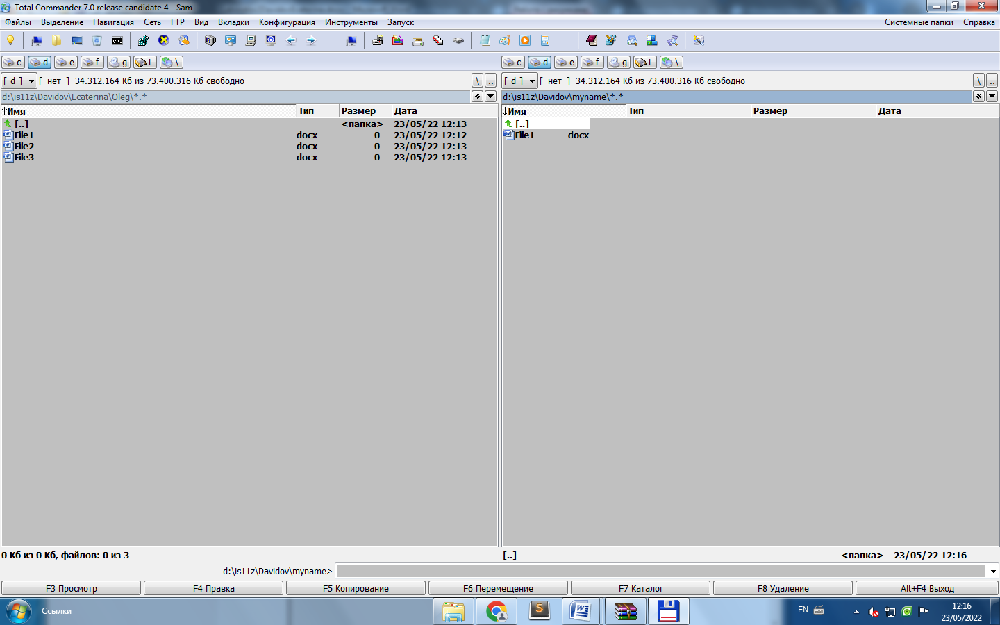 Total Commander 7.0 release candidate 4 - Sam
Файлы Выделение Навигация Сеть FTP Вид Вкладки Конфигурация Инструменты Запуск Системные папки Справка
c d e f g i \ c d e f g i \
[-d-] [_нет_] 34.312.164 Кб из 73.400.316 Кб свободно \ .. [-d-] [_нет_] 34.312.164 Кб из 73.400.316 Кб свободно \ ..
d:\is11z\Davidov\Ecaterina\Oleg\*.* * d:\is11z\Davidov\myname\*.* *
↑Имя Тип Размер Дата ↓Имя Тип Размер Дата
[..] <папка> 23/05/22 12:13 [..]
File1 docx 0 23/05/22 12:12 File1 docx
File2 docx 0 23/05/22 12:13
File3 docx 0 23/05/22 12:13
0 Кб из 0 Кб, файлов: 0 из 3 [..] <папка> 23/05/22 12:16
d:\is11z\Davidov\myname>
F3 Просмотр F4 Правка F5 Копирование F6 Перемещение F7 Каталог F8 Удаление Alt+F4 Выход
Ссылки EN 12:16
23/05/2022